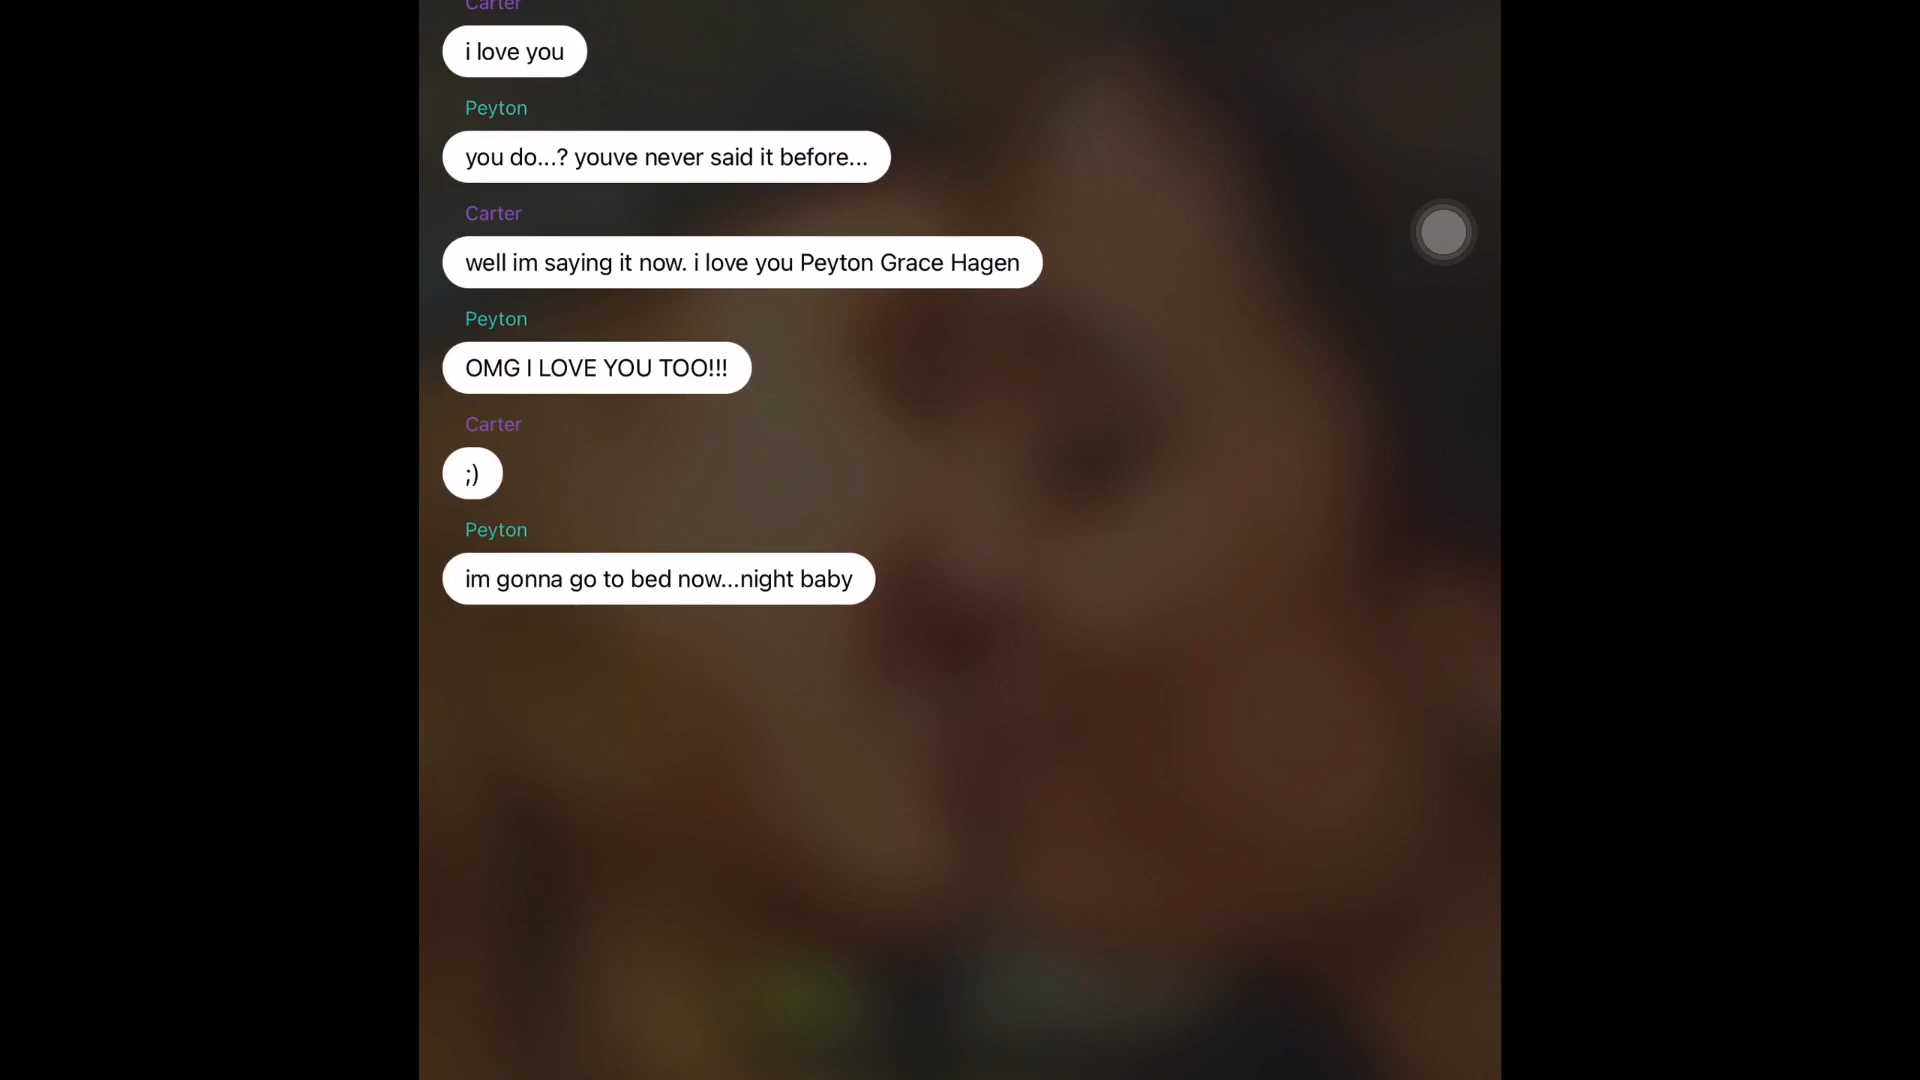 Carter
i love you
Peyton
you do...? youve never said it before...
Carter
well im saying it now. i love you Peyton Grace Hagen
Peyton
OMG I LOVE YOU TOO!!!
Carter
;)
Peyton
im gonna go to bed now...night baby